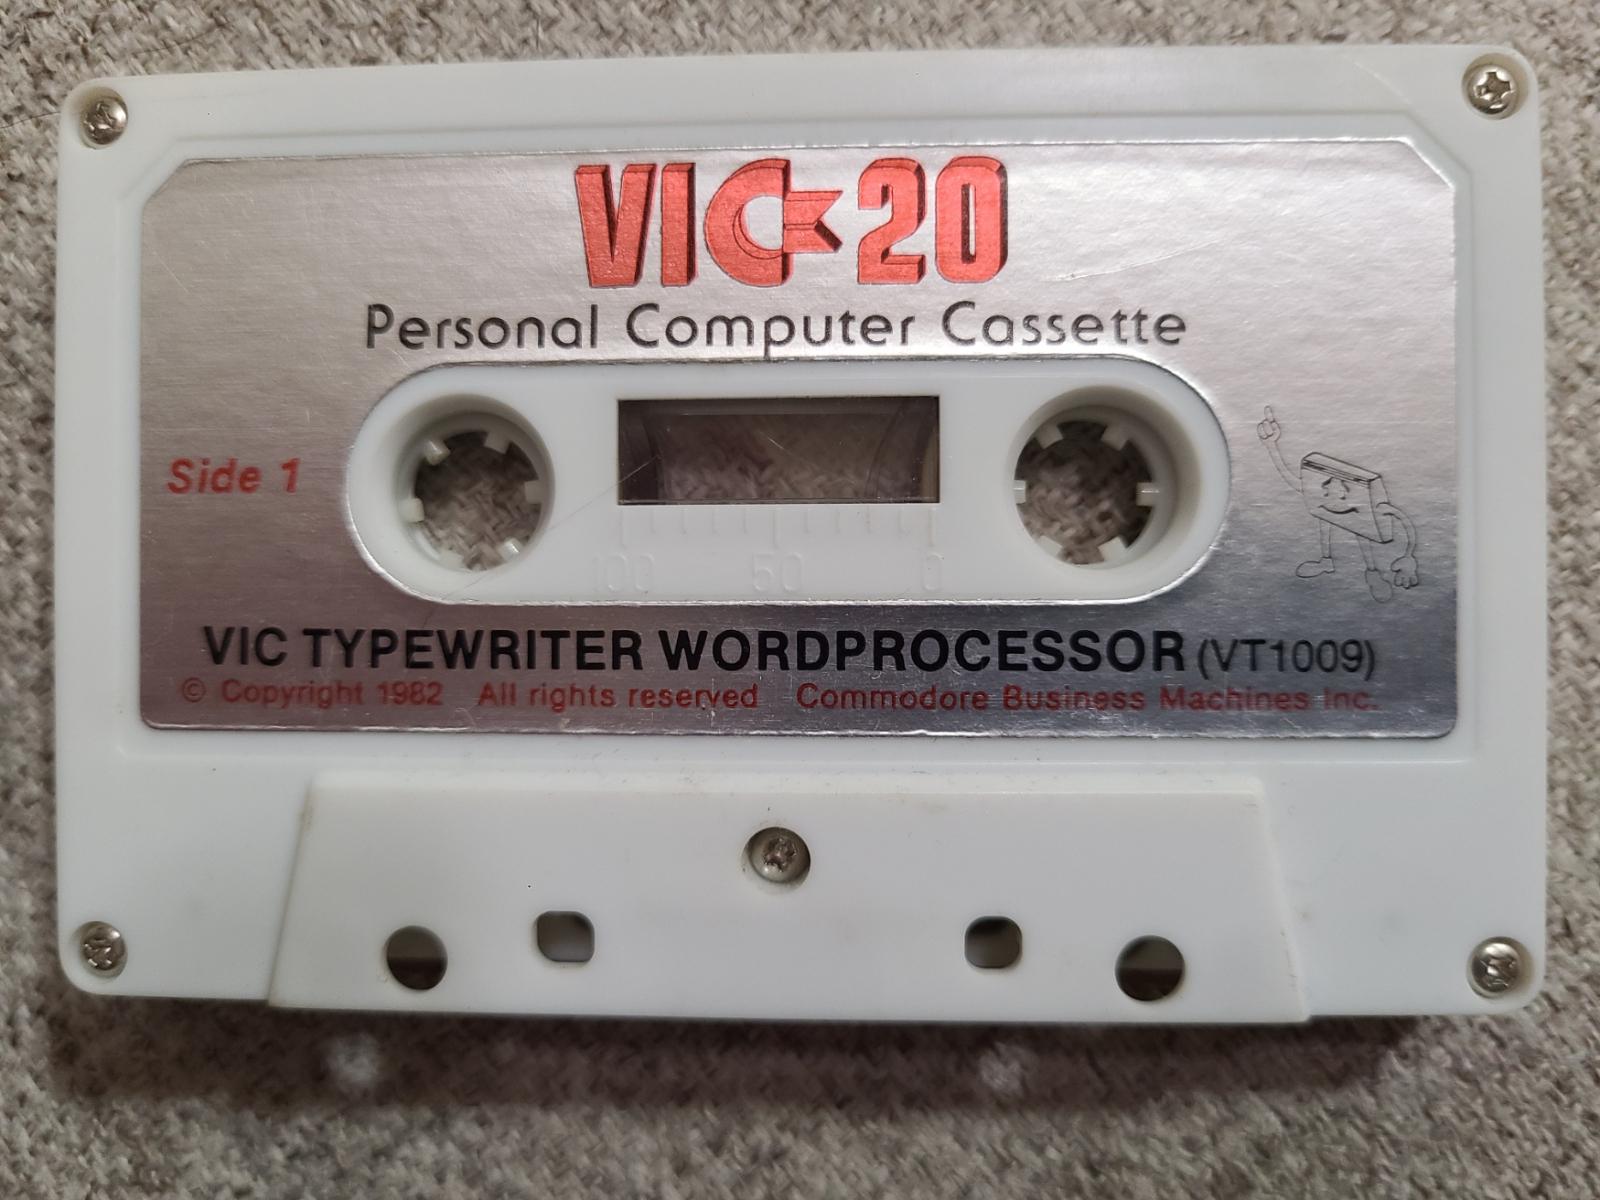 VIC 20
Personal Computer Cassette
Side 1
100 50 0
VIC TYPEWRITER WORDPROCESSOR (VT1009)
© Copyright 1982 All rights reserved Commodore Business Machines Inc.